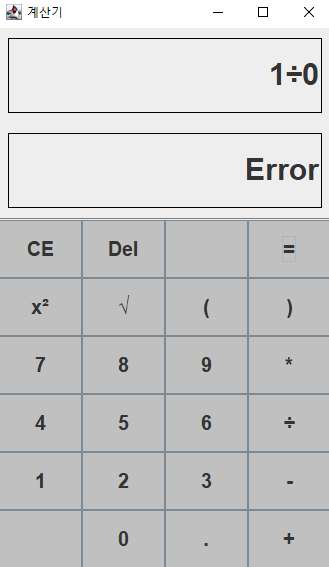 계산기
1÷0
Error
CE Del =
x² √ ( )
7 8 9 *
4 5 6 ÷
1 2 3 -
0 . +